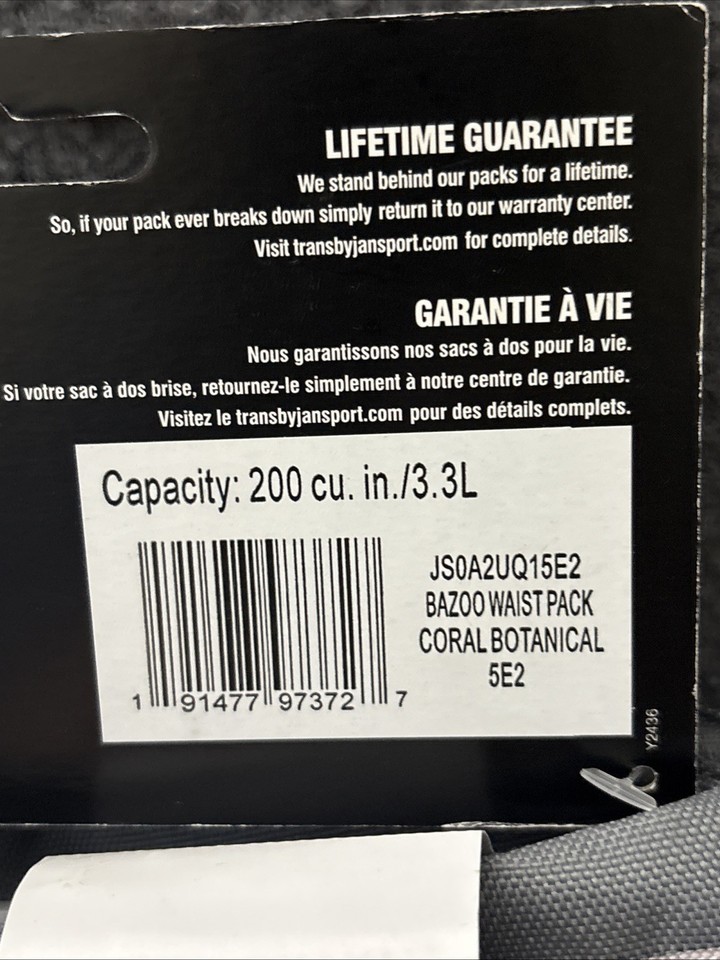 LIFETIME GUARANTEE
We stand behind our packs for a lifetime.
So, if your pack ever breaks down simply return it to our warranty center.
Visit transbyjansport.com for complete details.
GARANTIE À VIE
Nous garantissons nos sacs à dos pour la vie.
Si votre sac à dos brise, retournez-le simplement à notre centre de garantie.
Visitez le transbyjansport.com pour des détails complets.
Capacity: 200 cu. in./3.3L
JS0A2UQ15E2
BAZOO WAIST PACK
CORAL BOTANICAL
5E2
1 91477 97372 7
Y2436